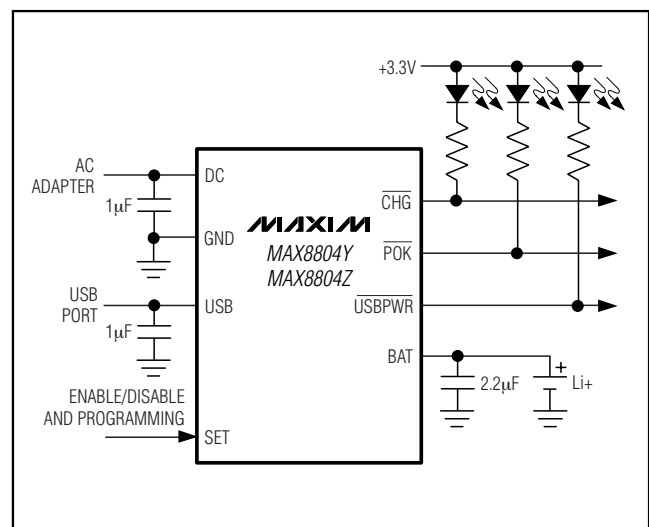 +3.3V
AC
ADAPTER
1µF
DC
GND
MAXIM
MAX8804Y
MAX8804Z
CHG
POK
USB
PORT
1µF
USB
USBPWR
BAT
2.2µF
+
Li+
ENABLE/DISABLE
AND PROGRAMMING
SET